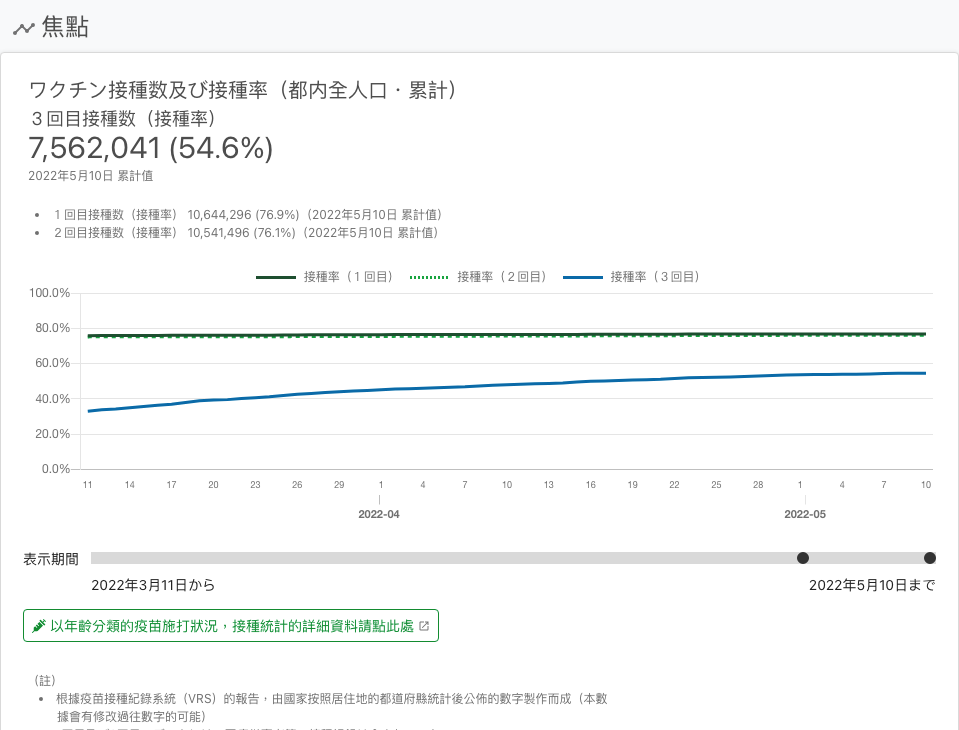 焦點
ワクチン接種数及び接種率（都内全人口・累計）
３回目接種数（接種率）
7,562,041 (54.6%)
2022年5月10日 累計值
１回目接種数（接種率） 10,644,296 (76.9%)（2022年5月10日 累計值）
２回目接種数（接種率） 10,541,496 (76.1%)（2022年5月10日 累計值）
接種率（１回目） 接種率（２回目） 接種率（３回目）
100.0%
80.0%
60.0%
40.0%
20.0%
0.0%
11 14 17 20 23 26 29 1 4 7 10 13 16 19 22 25 28 1 4 7 10
2022-04 2022-05
表示期間
2022年3月11日から 2022年5月10日まで
以年齡分類的疫苗施打狀況，接種統計的詳細資料請點此處
（註）
根據疫苗接種紀錄系統（VRS）的報告，由國家按照居住地的都道府縣統計後公佈的數字製作而成（本數
據會有修改過往數字的可能）